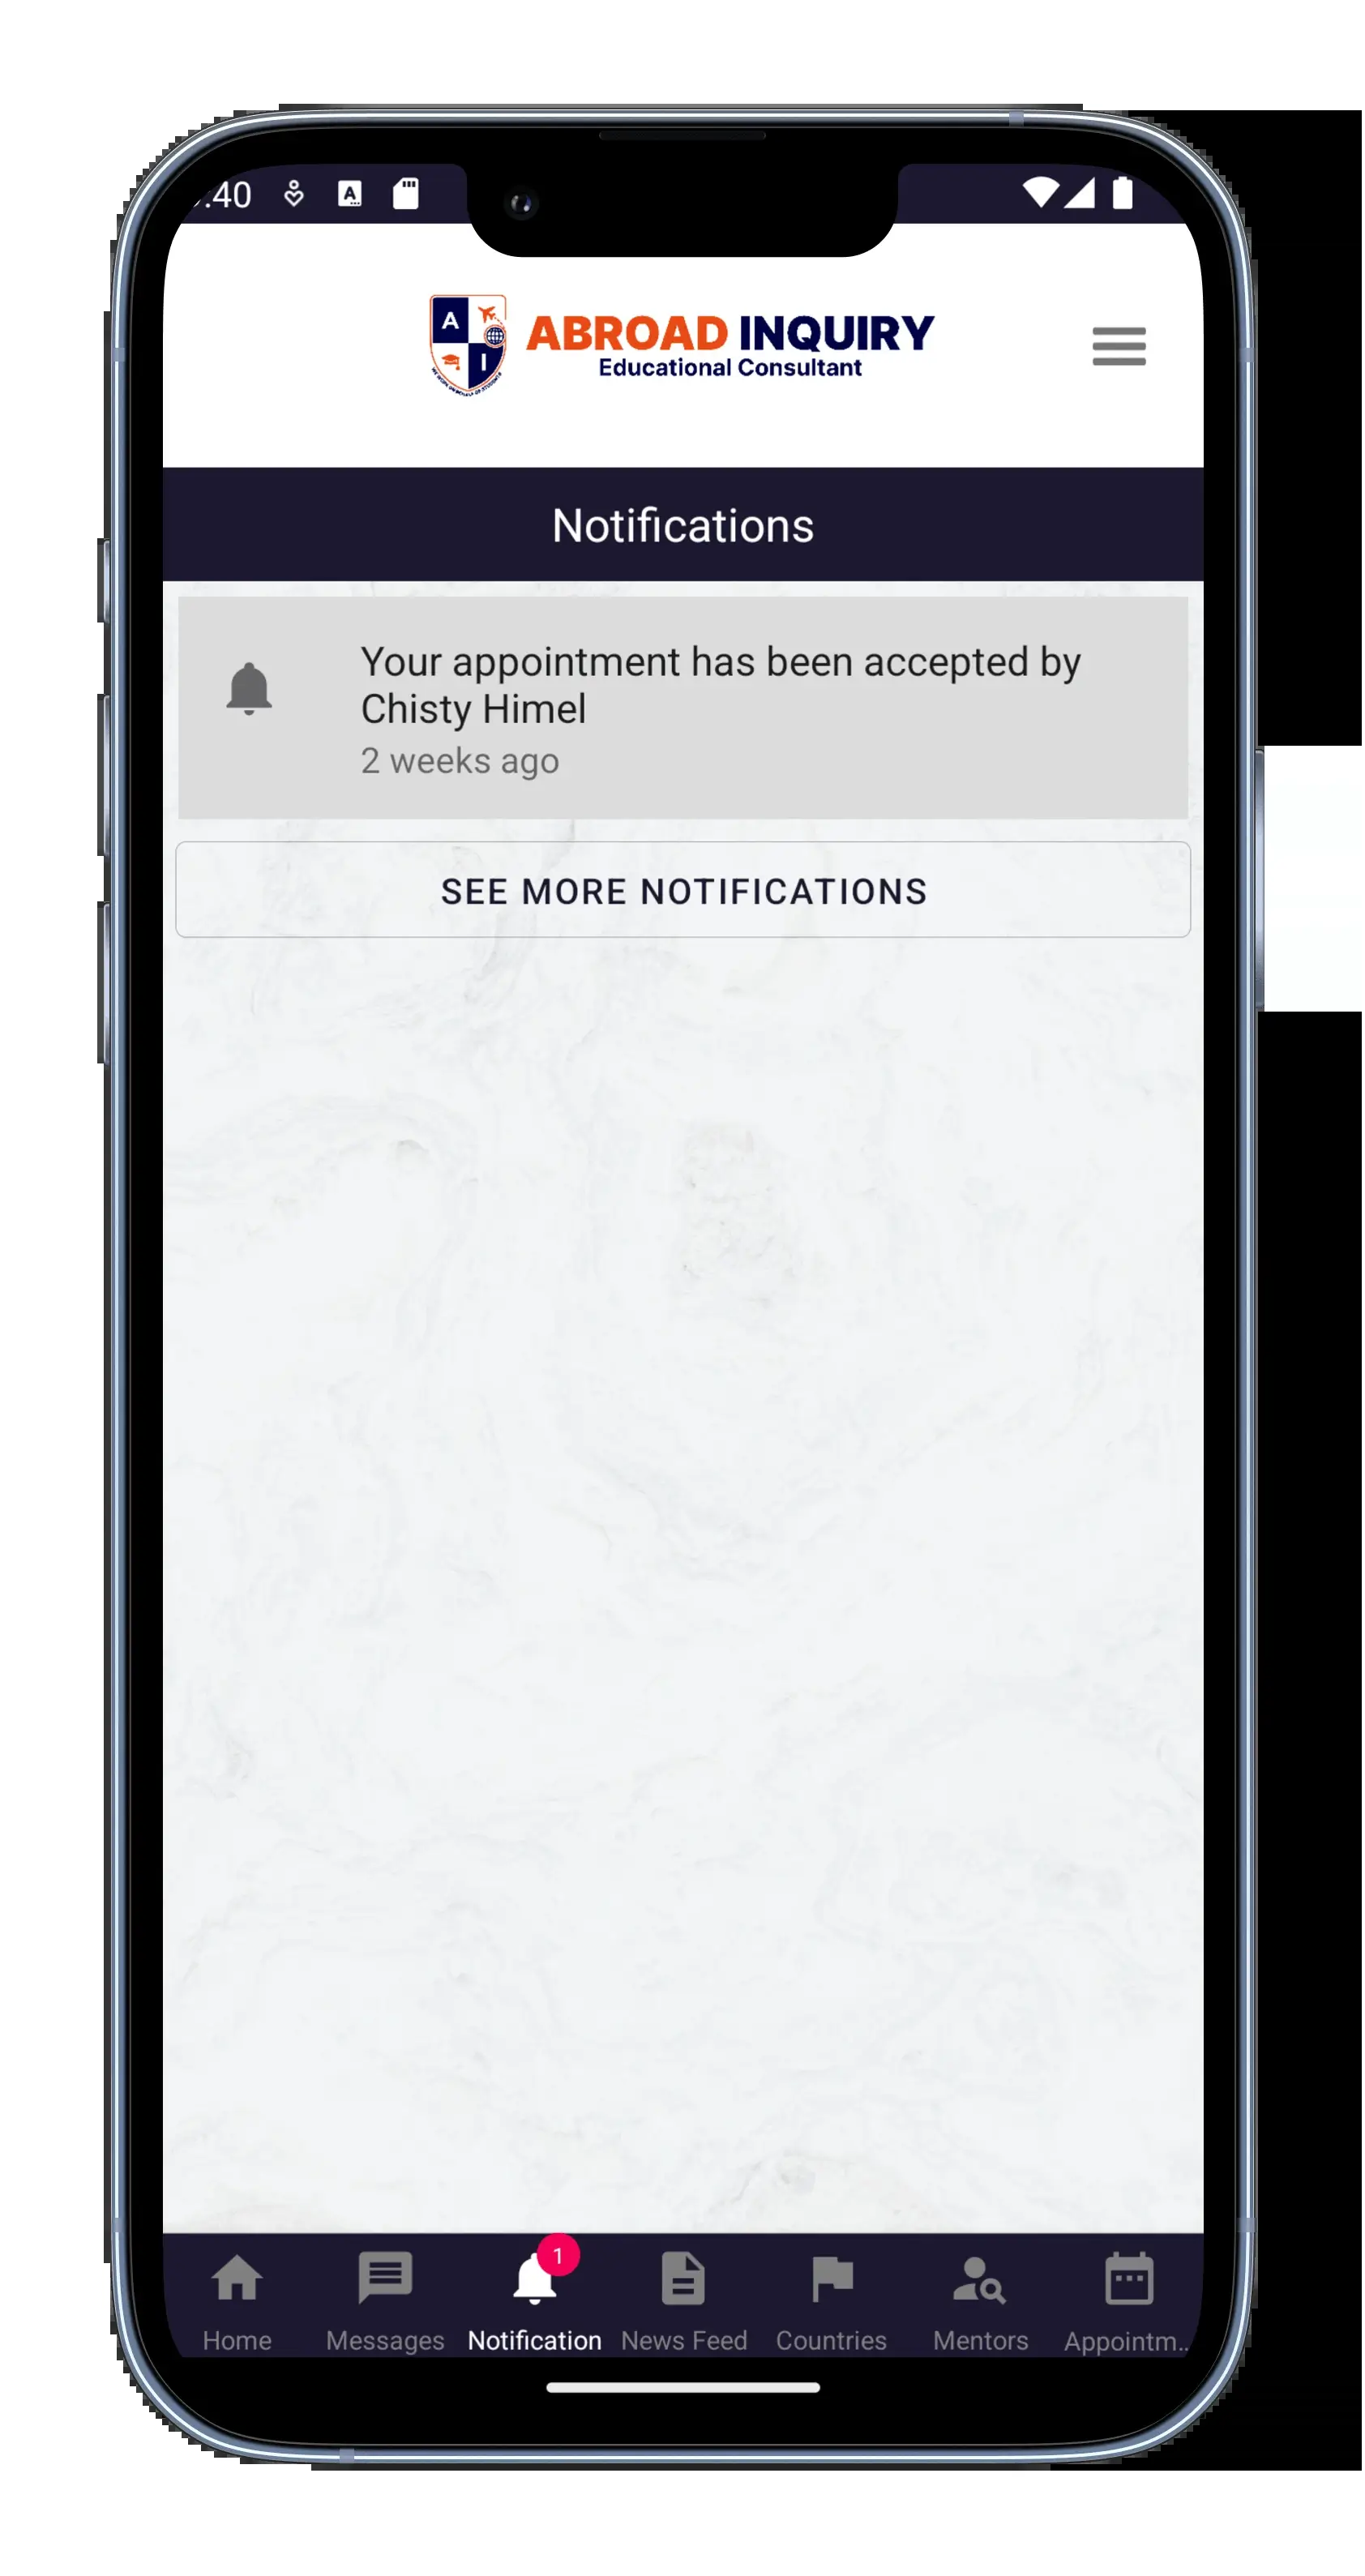 :40
A I
ABROAD INQUIRY
Educational Consultant
Notifications
Your appointment has been accepted by
Chisty Himel
2 weeks ago
SEE MORE NOTIFICATIONS
1
Home Messages Notification News Feed Countries Mentors Appointm..